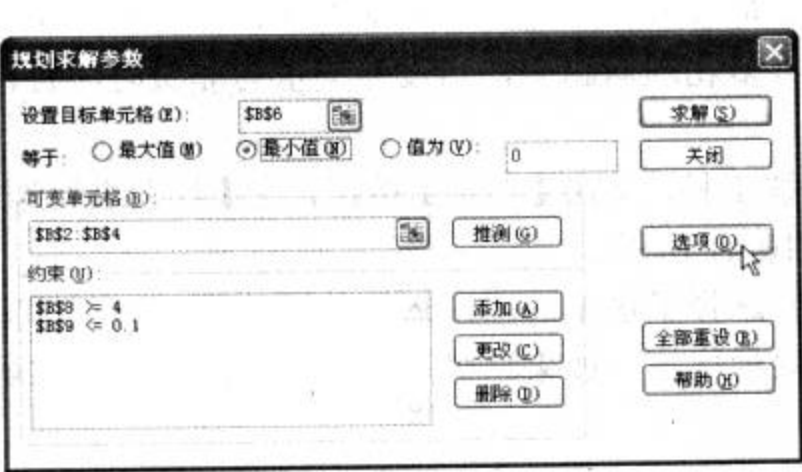 规划求解参数
设置目标单元格(E): $B$6 求解(S)
等于: 最大值(M) 最小值(N) 值为(V): 0 关闭
可变单元格(B):
$B$2:$B$4 推测(G) 选项(O)
约束(U):
$B$8 >= 4 添加(A)
$B$9 <= 0.1
更改(C) 全部重设(R)
删除(D) 帮助(H)